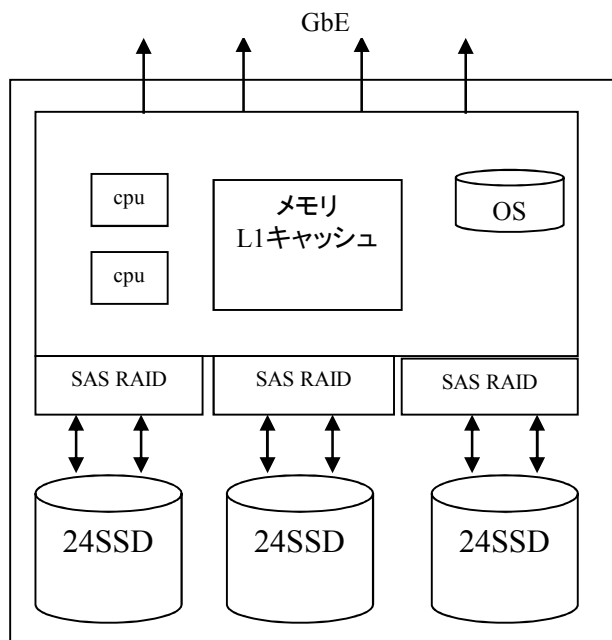 GbE
cpu
cpu
メモリ
L1キャッシュ
OS
SAS RAID
SAS RAID
SAS RAID
24SSD
24SSD
24SSD